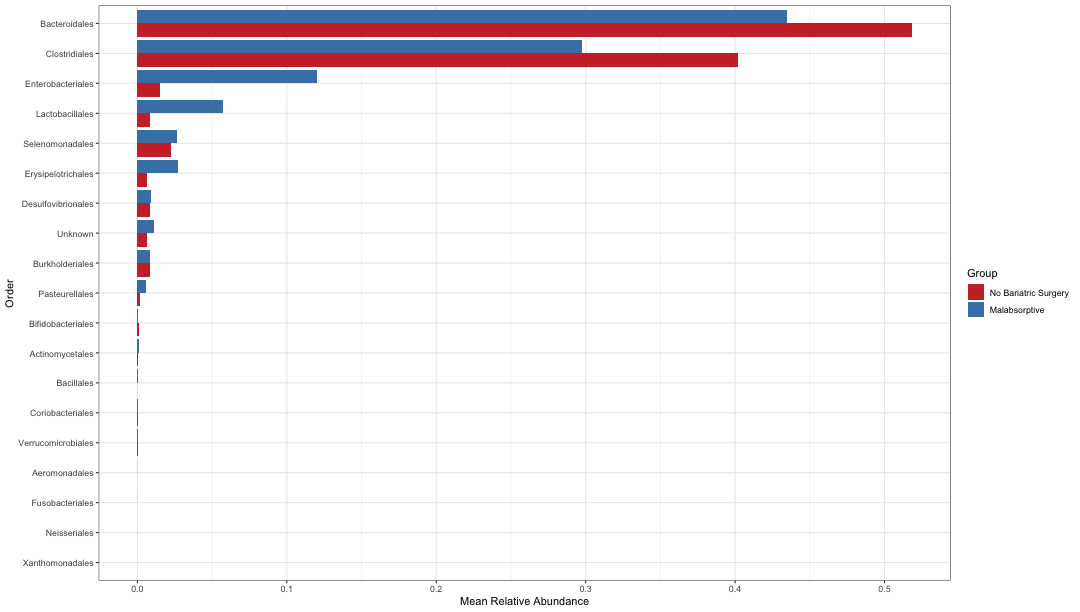 Order
Bacteroidales
Clostridiales
Enterobacteriales
Lactobacillales
Selenomonadales
Erysipelotrichales
Desulfovibrionales
Unknown
Burkholderiales
Pasteurellales
Bifidobacteriales
Actinomycetales
Bacillales
Coriobacteriales
Verrucomicrobiales
Aeromonadales
Fusobacteriales
Neisseriales
Xanthomonadales
0.0 0.1 0.2 0.3 0.4 0.5
Mean Relative Abundance
Group
No Bariatric Surgery
Malabsorptive